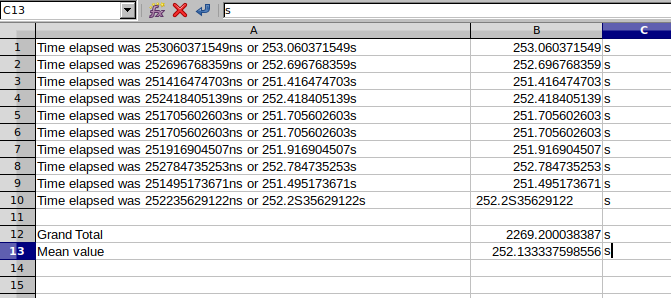 C13 s
A B C
1 Time elapsed was 253060371549ns or 253.060371549s 253.060371549 s
2 Time elapsed was 252696768359ns or 252.696768359s 252.696768359 s
3 Time elapsed was 251416474703ns or 251.416474703s 251.416474703 s
4 Time elapsed was 252418405139ns or 252.418405139s 252.418405139 s
5 Time elapsed was 251705602603ns or 251.705602603s 251.705602603 s
6 Time elapsed was 251705602603ns or 251.705602603s 251.705602603 s
7 Time elapsed was 251916904507ns or 251.916904507s 251.916904507 s
8 Time elapsed was 252784735253ns or 252.784735253s 252.784735253 s
9 Time elapsed was 251495173671ns or 251.495173671s 251.495173671 s
10 Time elapsed was 252235629122ns or 252.2S35629122s 252.2S35629122 s
11
12 Grand Total 2269.200038387 s
13 Mean value 252.133337598556 s
14
15